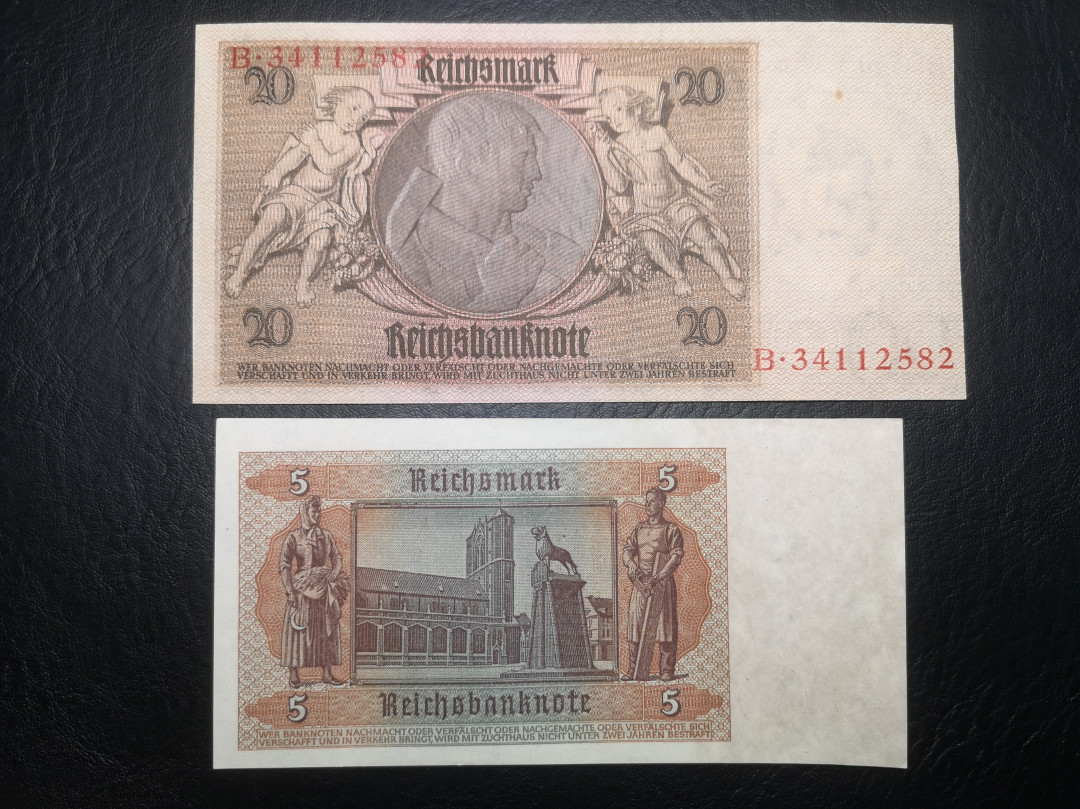 B·34112582
20 Reichsmark 20
20 Reichsbanknote 20
WER BANKNOTEN NACHMACHT ODER VERFÄLSCHT ODER NACHGEMACHTE ODER VERFÄLSCHTE SICH
VERSCHAFFT UND IN VERKEHR BRINGT, WIRD MIT ZUCHTHAUS NICHT UNTER ZWEI JAHREN BESTRAFT
B·34112582
5 Reichsmark 5
5 Reichsbanknote 5
WER BANKNOTEN NACHMACHT ODER VERFÄLSCHT ODER NACHGEMACHTE ODER VERFÄLSCHTE SICH
VERSCHAFFT UND IN VERKEHR BRINGT, WIRD MIT ZUCHTHAUS NICHT UNTER ZWEI JAHREN BESTRAFT